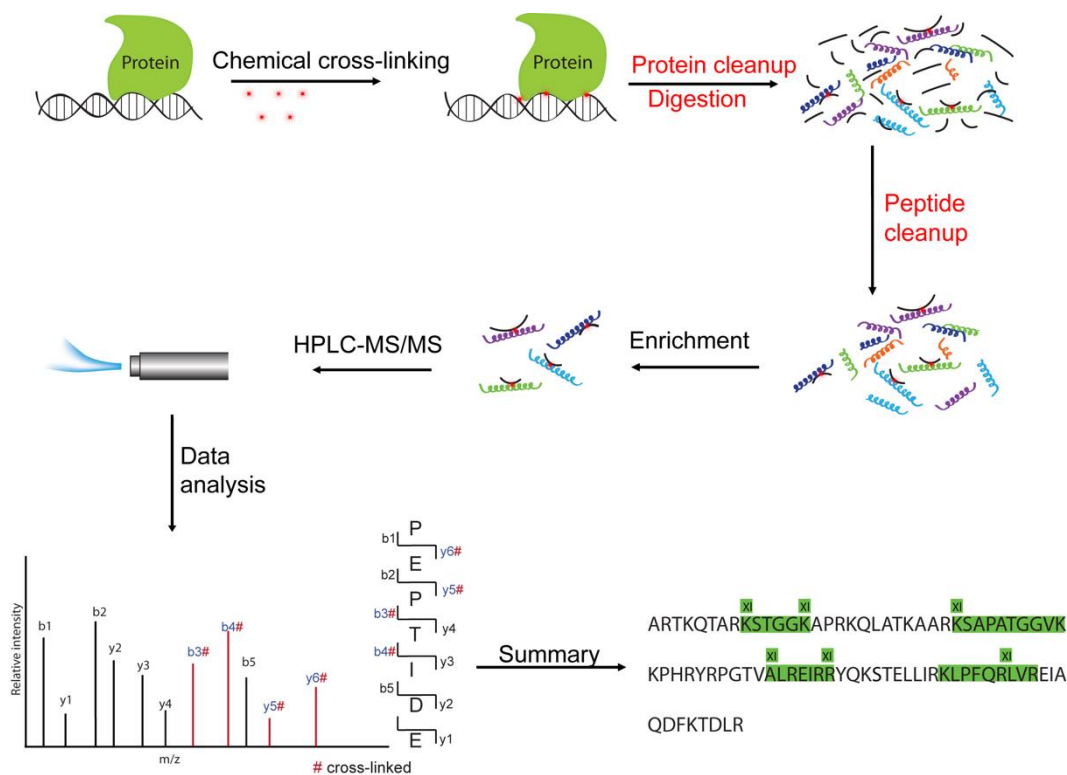 Protein
Chemical cross-linking
Protein
Protein cleanup
Digestion
Peptide
cleanup
Enrichment
HPLC-MS/MS
Data
analysis
Relative intensity
b1
y1
b2
y2
y3
y4
b3#
b4#
b5
y5#
y6#
m/z
# cross-linked
P
b1
y6#
E
b2
y5#
P
b3#
y4
T
b4#
y3
I
b5
y2
D
y1
E
Summary
XI XI XI
ARTKQTARKSTGGKAPRKQLATKAARKSAPATGGVK
XI XI XI
KPHRYRPGTVALREIRRYQKSTELLIRKLPFQRLVREIA
QDFKTDLR